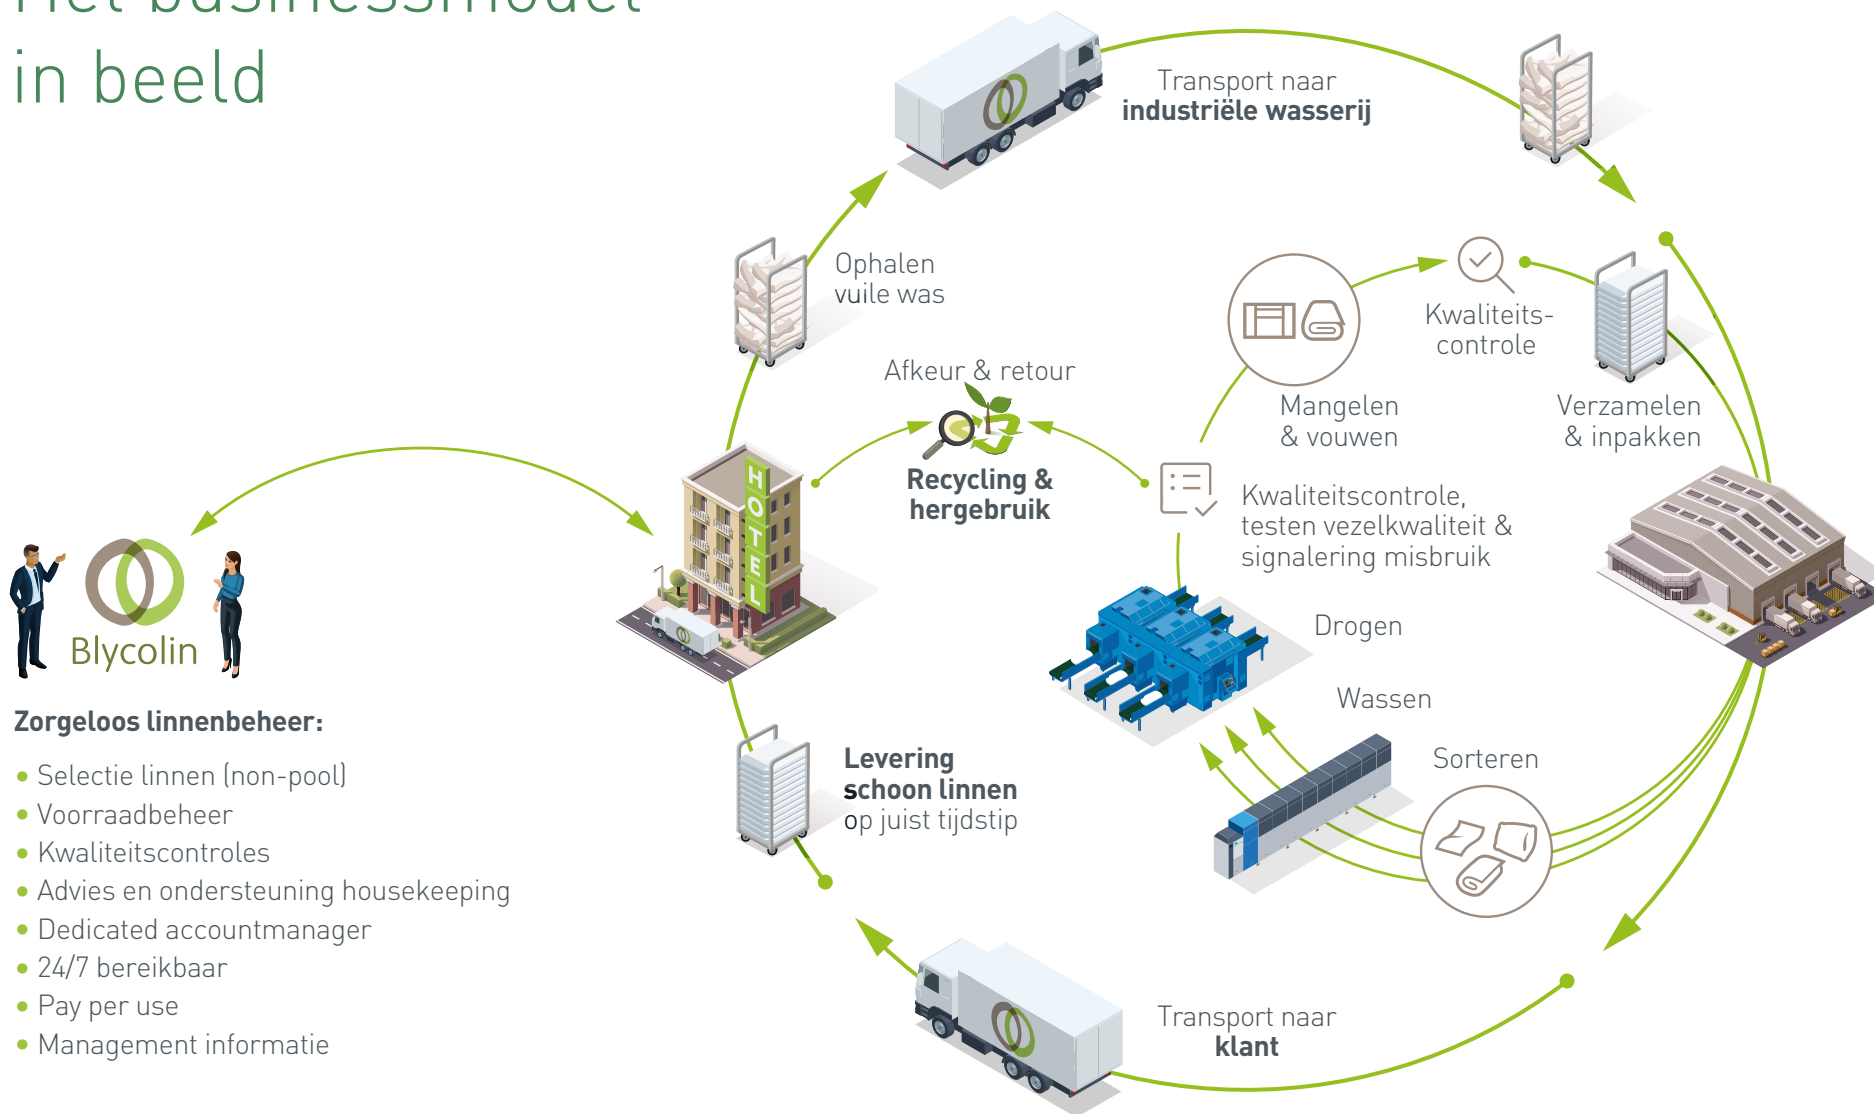 Het businessmodel
in beeld
Transport naar
industriële wasserij
Ophalen
vuile was
Afkeur & retour
Recycling &
hergebruik
Mangelen
& vouwen
Kwaliteits-
controle
Verzamelen
& inpakken
Kwaliteitscontrole,
testen vezelkwaliteit &
signalering misbruik
HOTEL
Drogen
Wassen
Sorteren
Blycolin
Zorgeloos linnenbeheer:
• Selectie linnen (non-pool)
• Voorraadbeheer
• Kwaliteitscontroles
• Advies en ondersteuning housekeeping
• Dedicated accountmanager
• 24/7 bereikbaar
• Pay per use
• Management informatie
Levering
schoon linnen
op juist tijdstip
Transport naar
klant